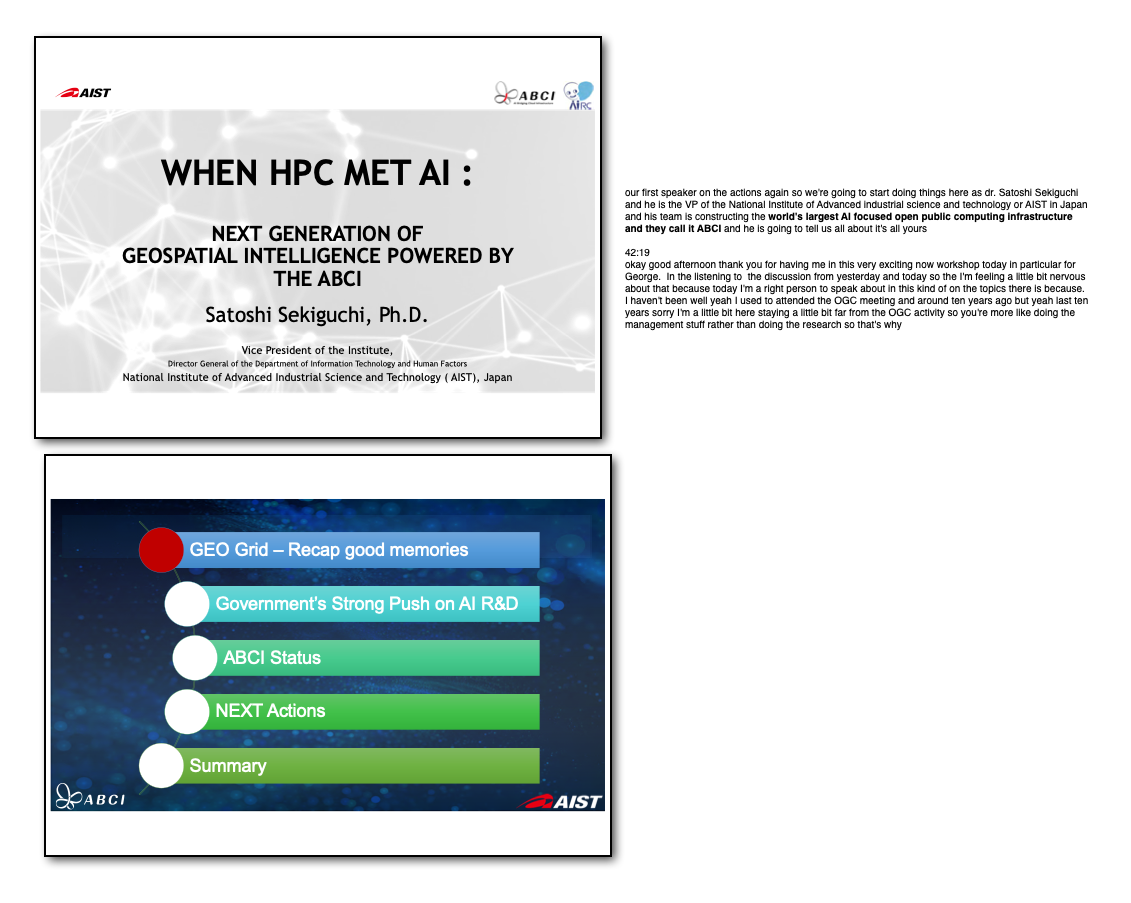 AIST
ABCI
AI Bridging Cloud Infrastructure
AIRC
WHEN HPC MET AI :
NEXT GENERATION OF
GEOSPATIAL INTELLIGENCE POWERED BY
THE ABCI
Satoshi Sekiguchi, Ph.D.
Vice President of the Institute,
Director General of the Department of Information Technology and Human Factors
National Institute of Advanced Industrial Science and Technology ( AIST), Japan
our first speaker on the actions again so we're going to start doing things here as dr. Satoshi Sekiguchi
and he is the VP of the National Institute of Advanced industrial science and technology or AIST in Japan
and his team is constructing the world's largest AI focused open public computing infrastructure
and they call it ABCI and he is going to tell us all about it's all yours
42:19
okay good afternoon thank you for having me in this very exciting now workshop today in particular for
George.  In the listening to  the discussion from yesterday and today so the I'm feeling a little bit nervous
about that because today I'm a right person to speak about in this kind of on the topics there is because.
I haven't been well yeah I used to attended the OGC meeting and around ten years ago but yeah last ten
years sorry I'm a little bit here staying a little bit far from the OGC activity so you're more like doing the
management stuff rather than doing the research so that's why
GEO Grid – Recap good memories
Government's Strong Push on AI R&D
ABCI Status
NEXT Actions
Summary
ABCI
AIST